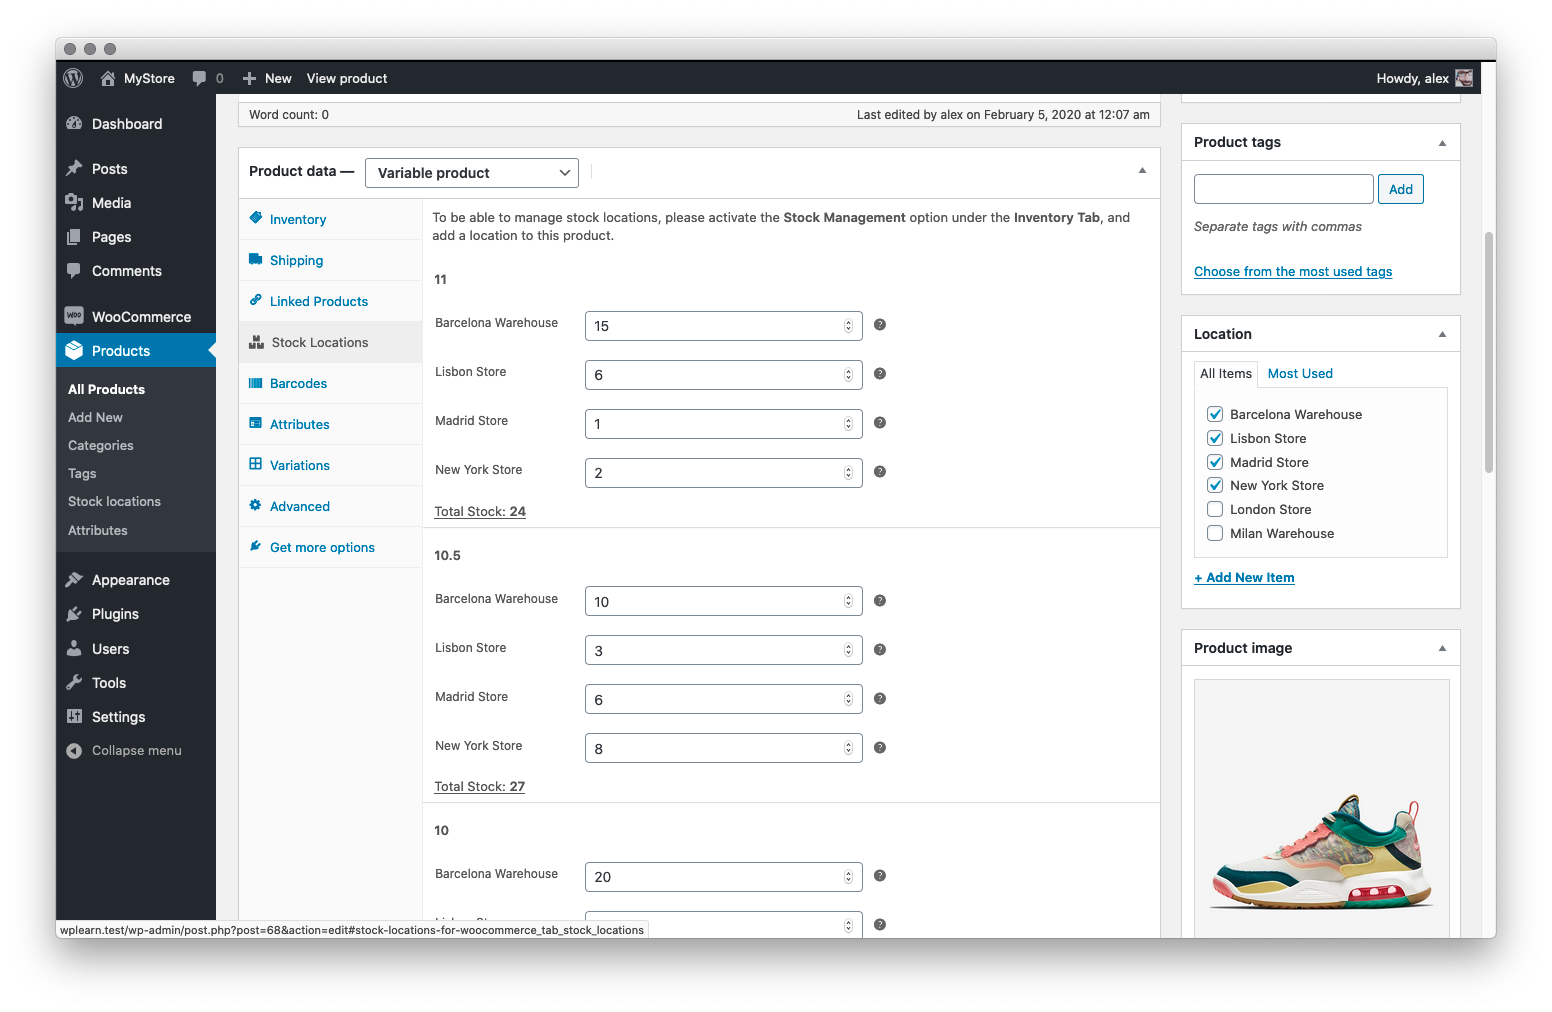 MyStore 0 New View product Howdy, alex
Dashboard
Posts
Media
Pages
Comments
WooCommerce
Products
All Products
Add New
Categories
Tags
Stock locations
Attributes
Appearance
Plugins
Users
Tools
Settings
Collapse menu
Word count: 0 Last edited by alex on February 5, 2020 at 12:07 am
Product data — Variable product
Inventory
Shipping
Linked Products
Stock Locations
Barcodes
Attributes
Variations
Advanced
Get more options
To be able to manage stock locations, please activate the Stock Management option under the Inventory Tab, and
add a location to this product.
11
Barcelona Warehouse 15
Lisbon Store 6
Madrid Store 1
New York Store 2
Total Stock: 24
10.5
Barcelona Warehouse 10
Lisbon Store 3
Madrid Store 6
New York Store 8
Total Stock: 27
10
Barcelona Warehouse 20
Product tags
Add
Separate tags with commas
Choose from the most used tags
Location
All Items Most Used
Barcelona Warehouse
Lisbon Store
Madrid Store
New York Store
London Store
Milan Warehouse
+ Add New Item
Product image
wplearn.test/wp-admin/post.php?post=68&action=edit#stock-locations-for-woocommerce_tab_stock_locations